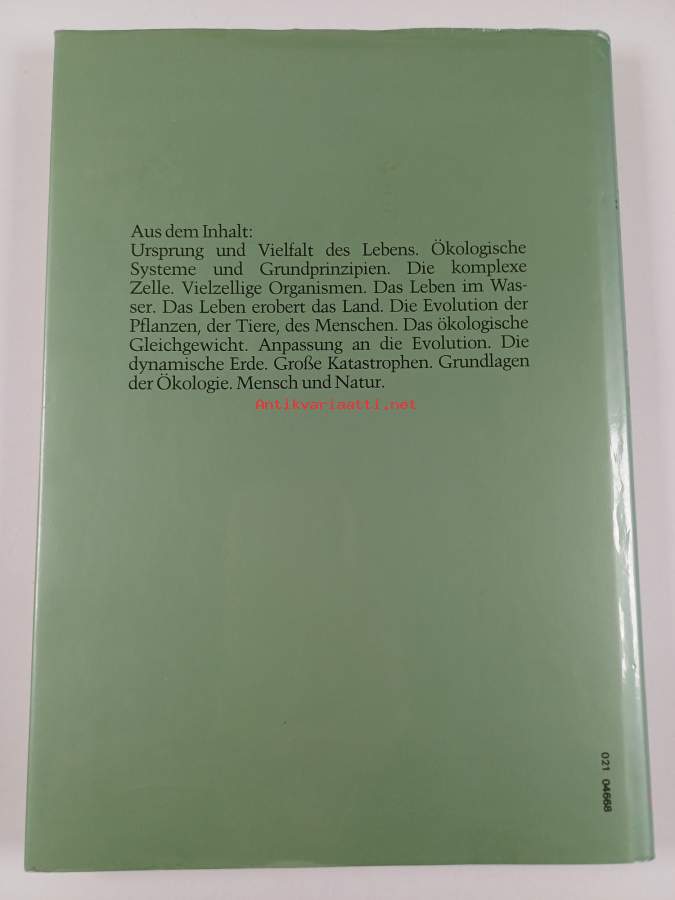 Aus dem Inhalt:
Ursprung und Vielfalt des Lebens. Ökologische
Systeme und Grundprinzipien. Die komplexe
Zelle. Vielzellige Organismen. Das Leben im Was-
ser. Das Leben erobert das Land. Die Evolution der
Pflanzen, der Tiere, des Menschen. Das ökologische
Gleichgewicht. Anpassung an die Evolution. Die
dynamische Erde. Große Katastrophen. Grundlagen
der Ökologie. Mensch und Natur.
Antikvariaatti.net
021 04668